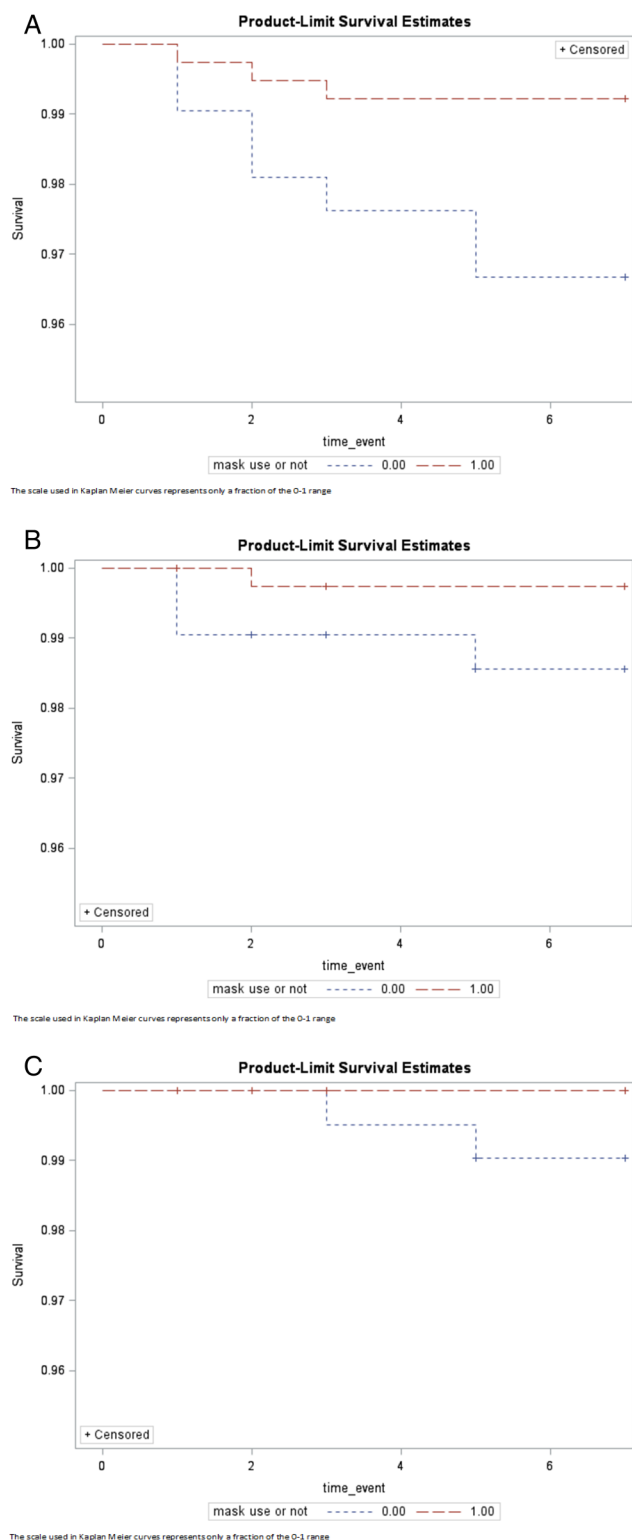 A
Product-Limit Survival Estimates
+ Censored
1.00
0.99
0.98
0.97
0.96
Survival
0 2 4 6
time_event
mask use or not 0.00 1.00
The scale used in Kaplan Meier curves represents only a fraction of the 0-1 range
B
Product-Limit Survival Estimates
1.00
0.99
0.98
0.97
0.96
Survival
+ Censored
0 2 4 6
time_event
mask use or not 0.00 1.00
The scale used in Kaplan Meier curves represents only a fraction of the 0-1 range
C
Product-Limit Survival Estimates
1.00
0.99
0.98
0.97
0.96
Survival
+ Censored
0 2 4 6
time_event
mask use or not 0.00 1.00
The scale used in Kaplan Meier curves represents only a fraction of the 0-1 range